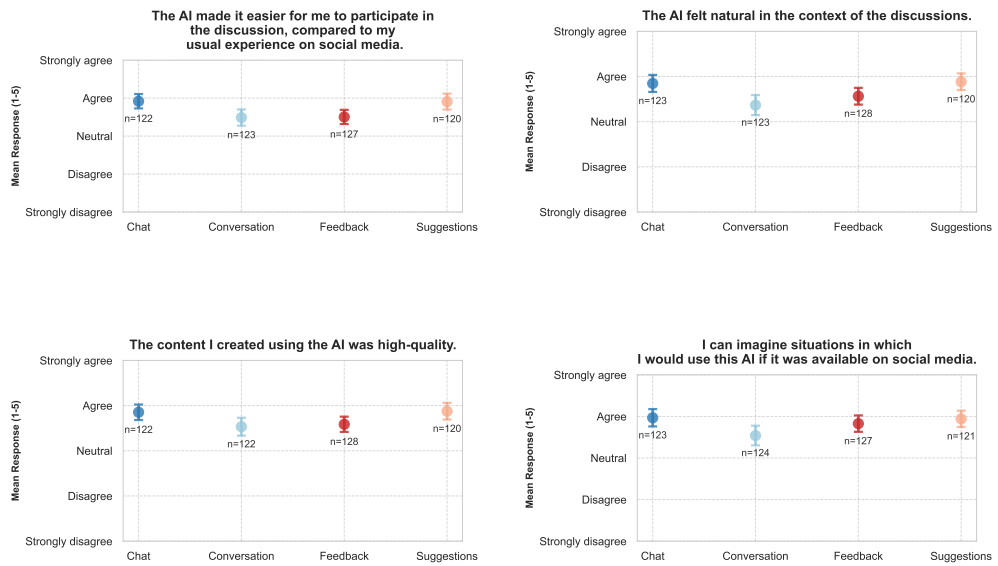 The AI made it easier for me to participate in
the discussion, compared to my
usual experience on social media.
Mean Response (1-5)
Strongly agree
Agree
Neutral
Disagree
Strongly disagree
n=122
n=123
n=127
n=120
Chat
Conversation
Feedback
Suggestions
The AI felt natural in the context of the discussions.
Mean Response (1-5)
Strongly agree
Agree
Neutral
Disagree
Strongly disagree
n=123
n=123
n=128
n=120
Chat
Conversation
Feedback
Suggestions
The content I created using the AI was high-quality.
Mean Response (1-5)
Strongly agree
Agree
Neutral
Disagree
Strongly disagree
n=122
n=122
n=128
n=120
Chat
Conversation
Feedback
Suggestions
I can imagine situations in which
I would use this AI if it was available on social media.
Mean Response (1-5)
Strongly agree
Agree
Neutral
Disagree
Strongly disagree
n=123
n=124
n=127
n=121
Chat
Conversation
Feedback
Suggestions